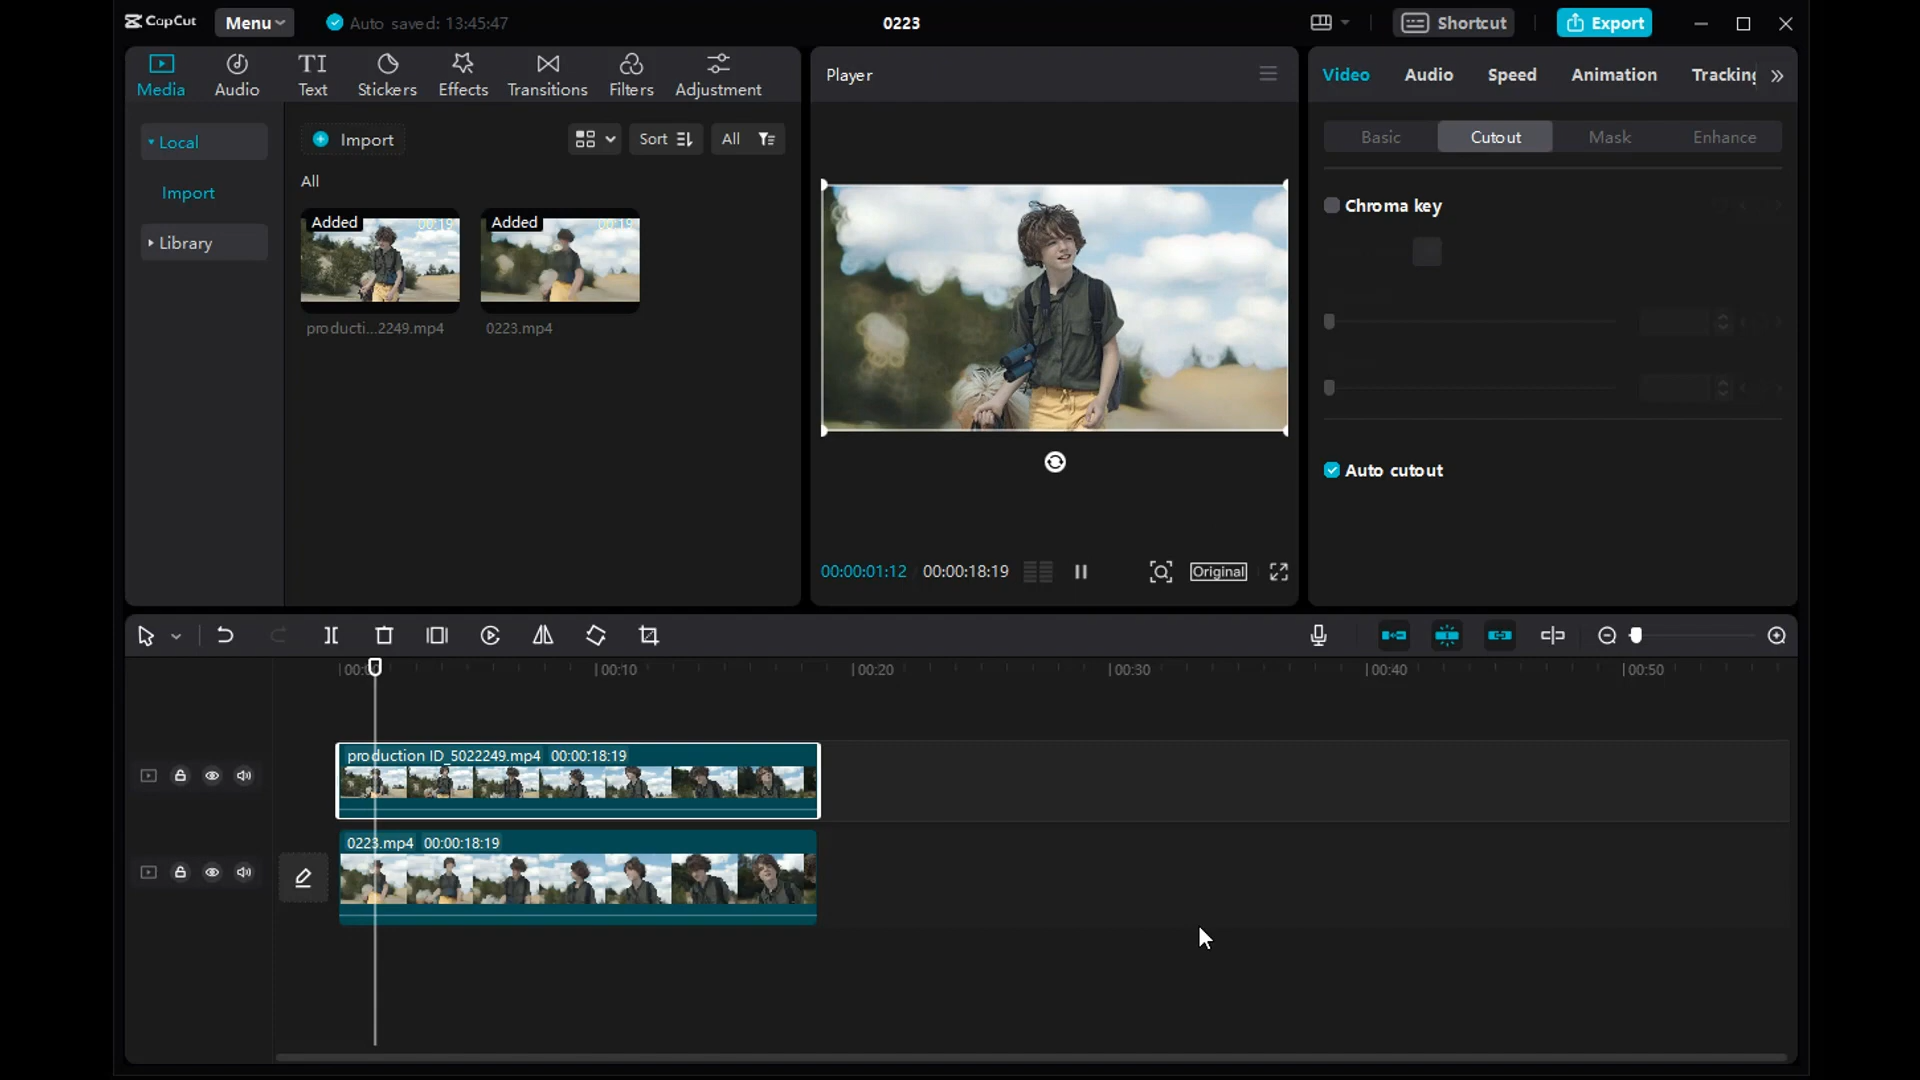 CapCut Menu Auto saved: 13:45:47 0223 Shortcut Export
Media Audio Text Stickers Effects Transitions Filters Adjustment
Player
Video Audio Speed Animation Tracking
Local
Import
Library
Import Sort All
All
Added 00:19
producti...2249.mp4
Added 00:19
0223.mp4
Basic Cutout Mask Enhance
Chroma key
Auto cutout
00:00:01:12 00:00:18:19 Original
00:10 00:20 00:30 00:40 00:50
production ID_5022249.mp4 00:00:18:19
0223.mp4 00:00:18:19